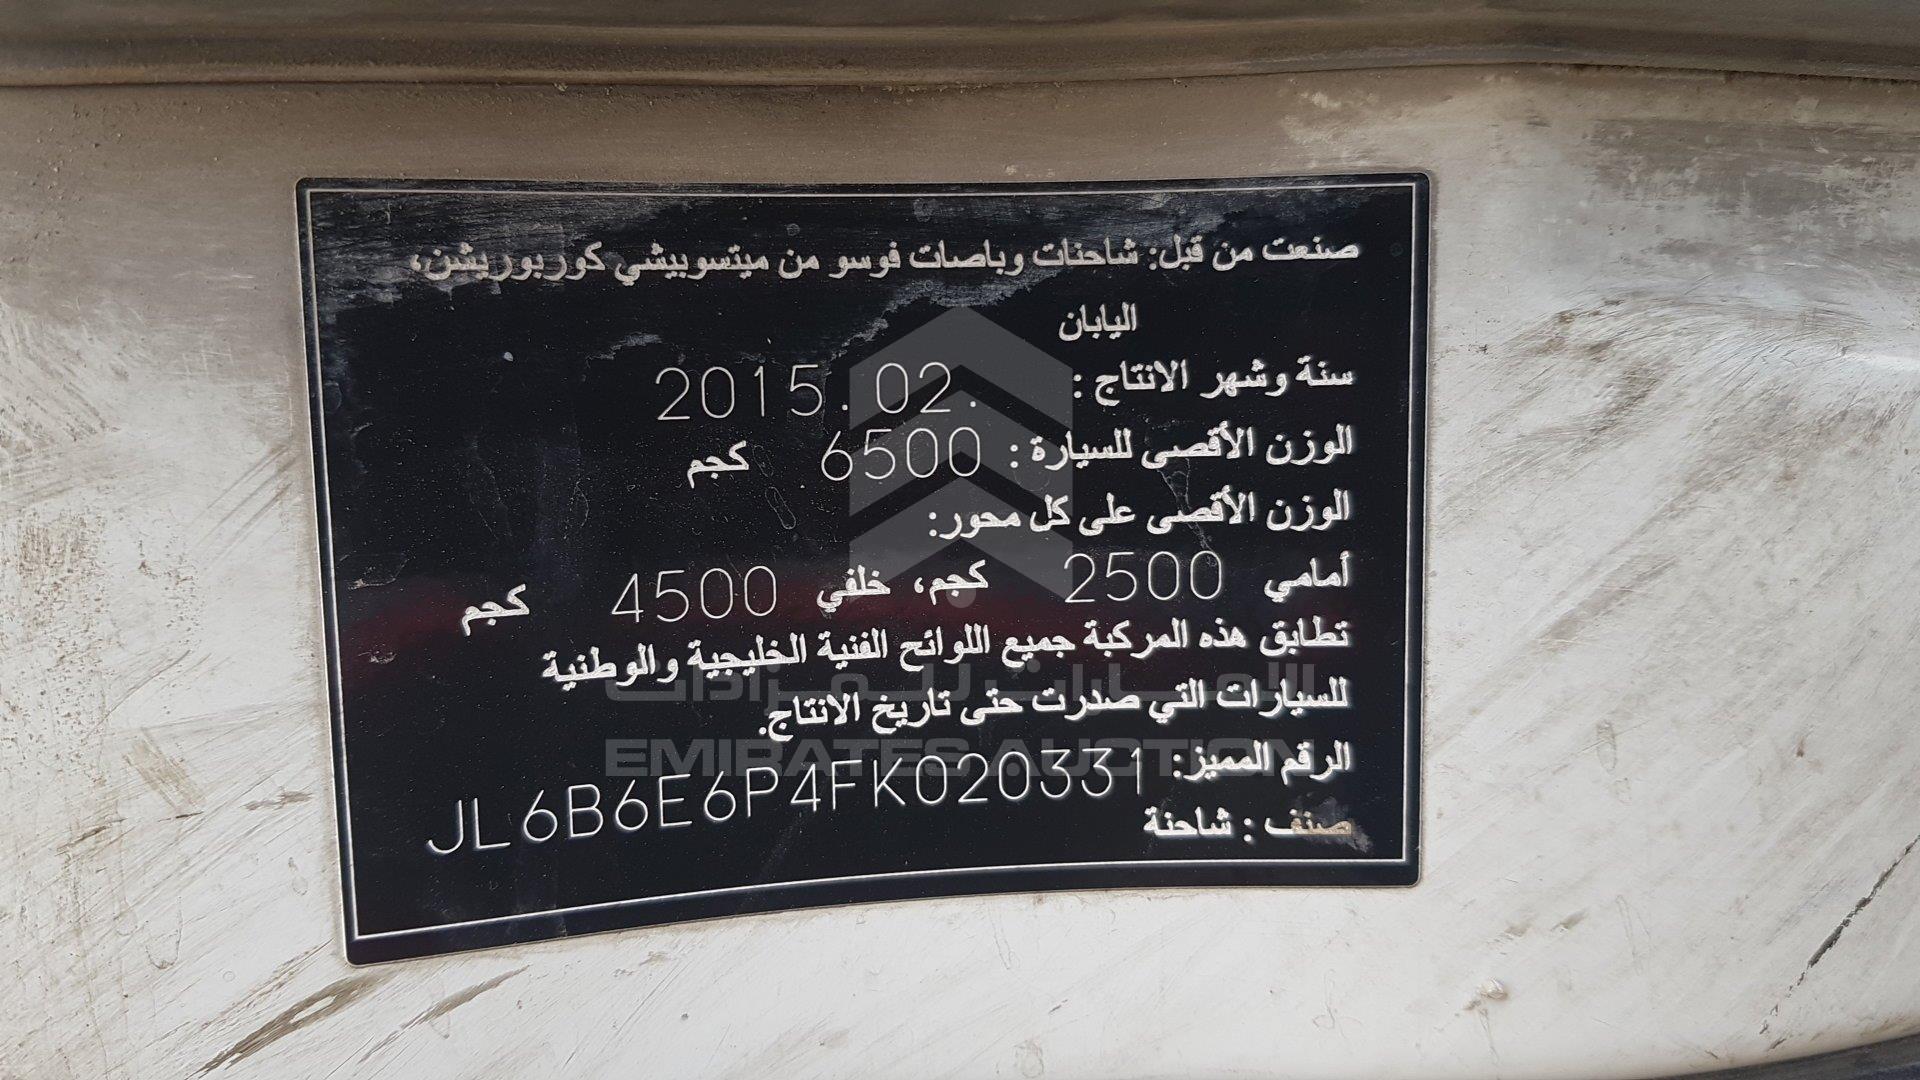 صنعت من قبل: شاحنات وباصات فوسو من ميتسوبيشي كوربوريشن،
اليابان
سنة وشهر الانتاج : 2015.02.
الوزن الأقصى للسيارة : 6500 كجم
الوزن الأقصى على كل محور:
أمامي 2500 كجم، خلفي 4500 كجم
تطابق هذه المركبة جميع اللوائح الفنية الخليجية والوطنية
للسيارات التي صدرت حتى تاريخ الانتاج.
الرقم المميز: JL6B6E6P4FK020331
صنف : شاحنة
الإمارات للمزادات
EMIRATES AUCTION